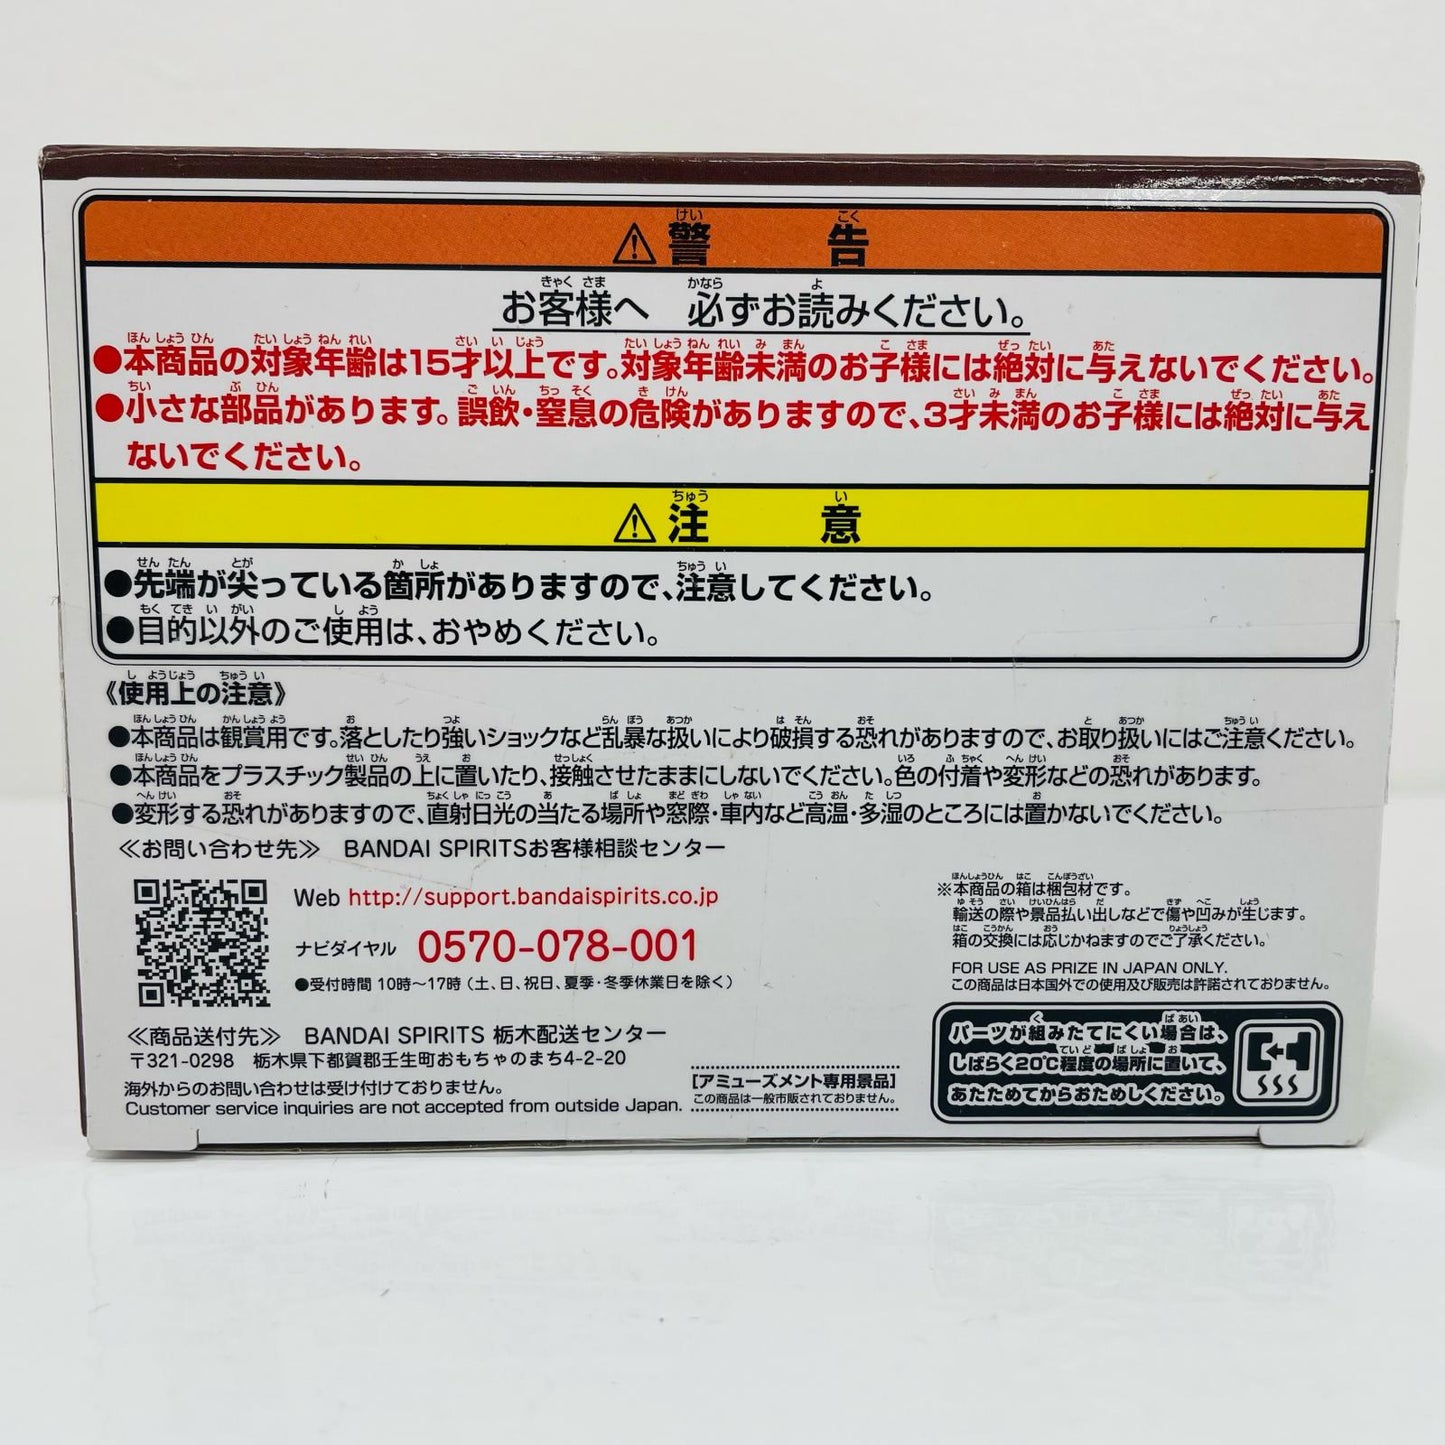 ⚠警告
お客様へ 必ずお読みください。
●本商品の対象年齢は15才以上です。対象年齢未満のお子様には絶対に与えないでください。
●小さな部品があります。誤飲・窒息の危険がありますので、3才未満のお子様には絶対に与え
ないでください。
⚠注意
●先端が尖っている箇所がありますので、注意してください。
●目的以外のご使用は、おやめください。
《使用上の注意》
●本商品は観賞用です。落としたり強いショックなど乱暴な扱いにより破損する恐れがありますので、お取り扱いにはご注意ください。
●本商品をプラスチック製品の上に置いたり、接触させたままにしないでください。色の付着や変形などの恐れがあります。
●変形する恐れがありますので、直射日光の当たる場所や窓際・車内など高温・多湿のところには置かないでください。
≪お問い合わせ先≫ BANDAI SPIRITSお客様相談センター
Web http://support.bandaispirits.co.jp
ナビダイヤル 0570-078-001
●受付時間 10時～17時（土、日、祝日、夏季・冬季休業日を除く）
≪商品送付先≫ BANDAI SPIRITS 栃木配送センター
〒321-0298 栃木県下都賀郡壬生町おもちゃのまち4-2-20
海外からのお問い合わせは受け付けておりません。
Customer service inquiries are not accepted from outside Japan.
[アミューズメント専用景品]
この商品は一般市販されておりません。
※本商品の箱は梱包材です。
輸送の際や景品払い出しなどで傷や凹みが生じます。
箱の交換には応じかねますのでご了承ください。
FOR USE AS PRIZE IN JAPAN ONLY.
この商品は日本国外での使用及び販売は許諾されておりません。
パーツが組みたてにくい場合は、
しばらく20℃程度の場所に置いて、
あたためてからおためしください。